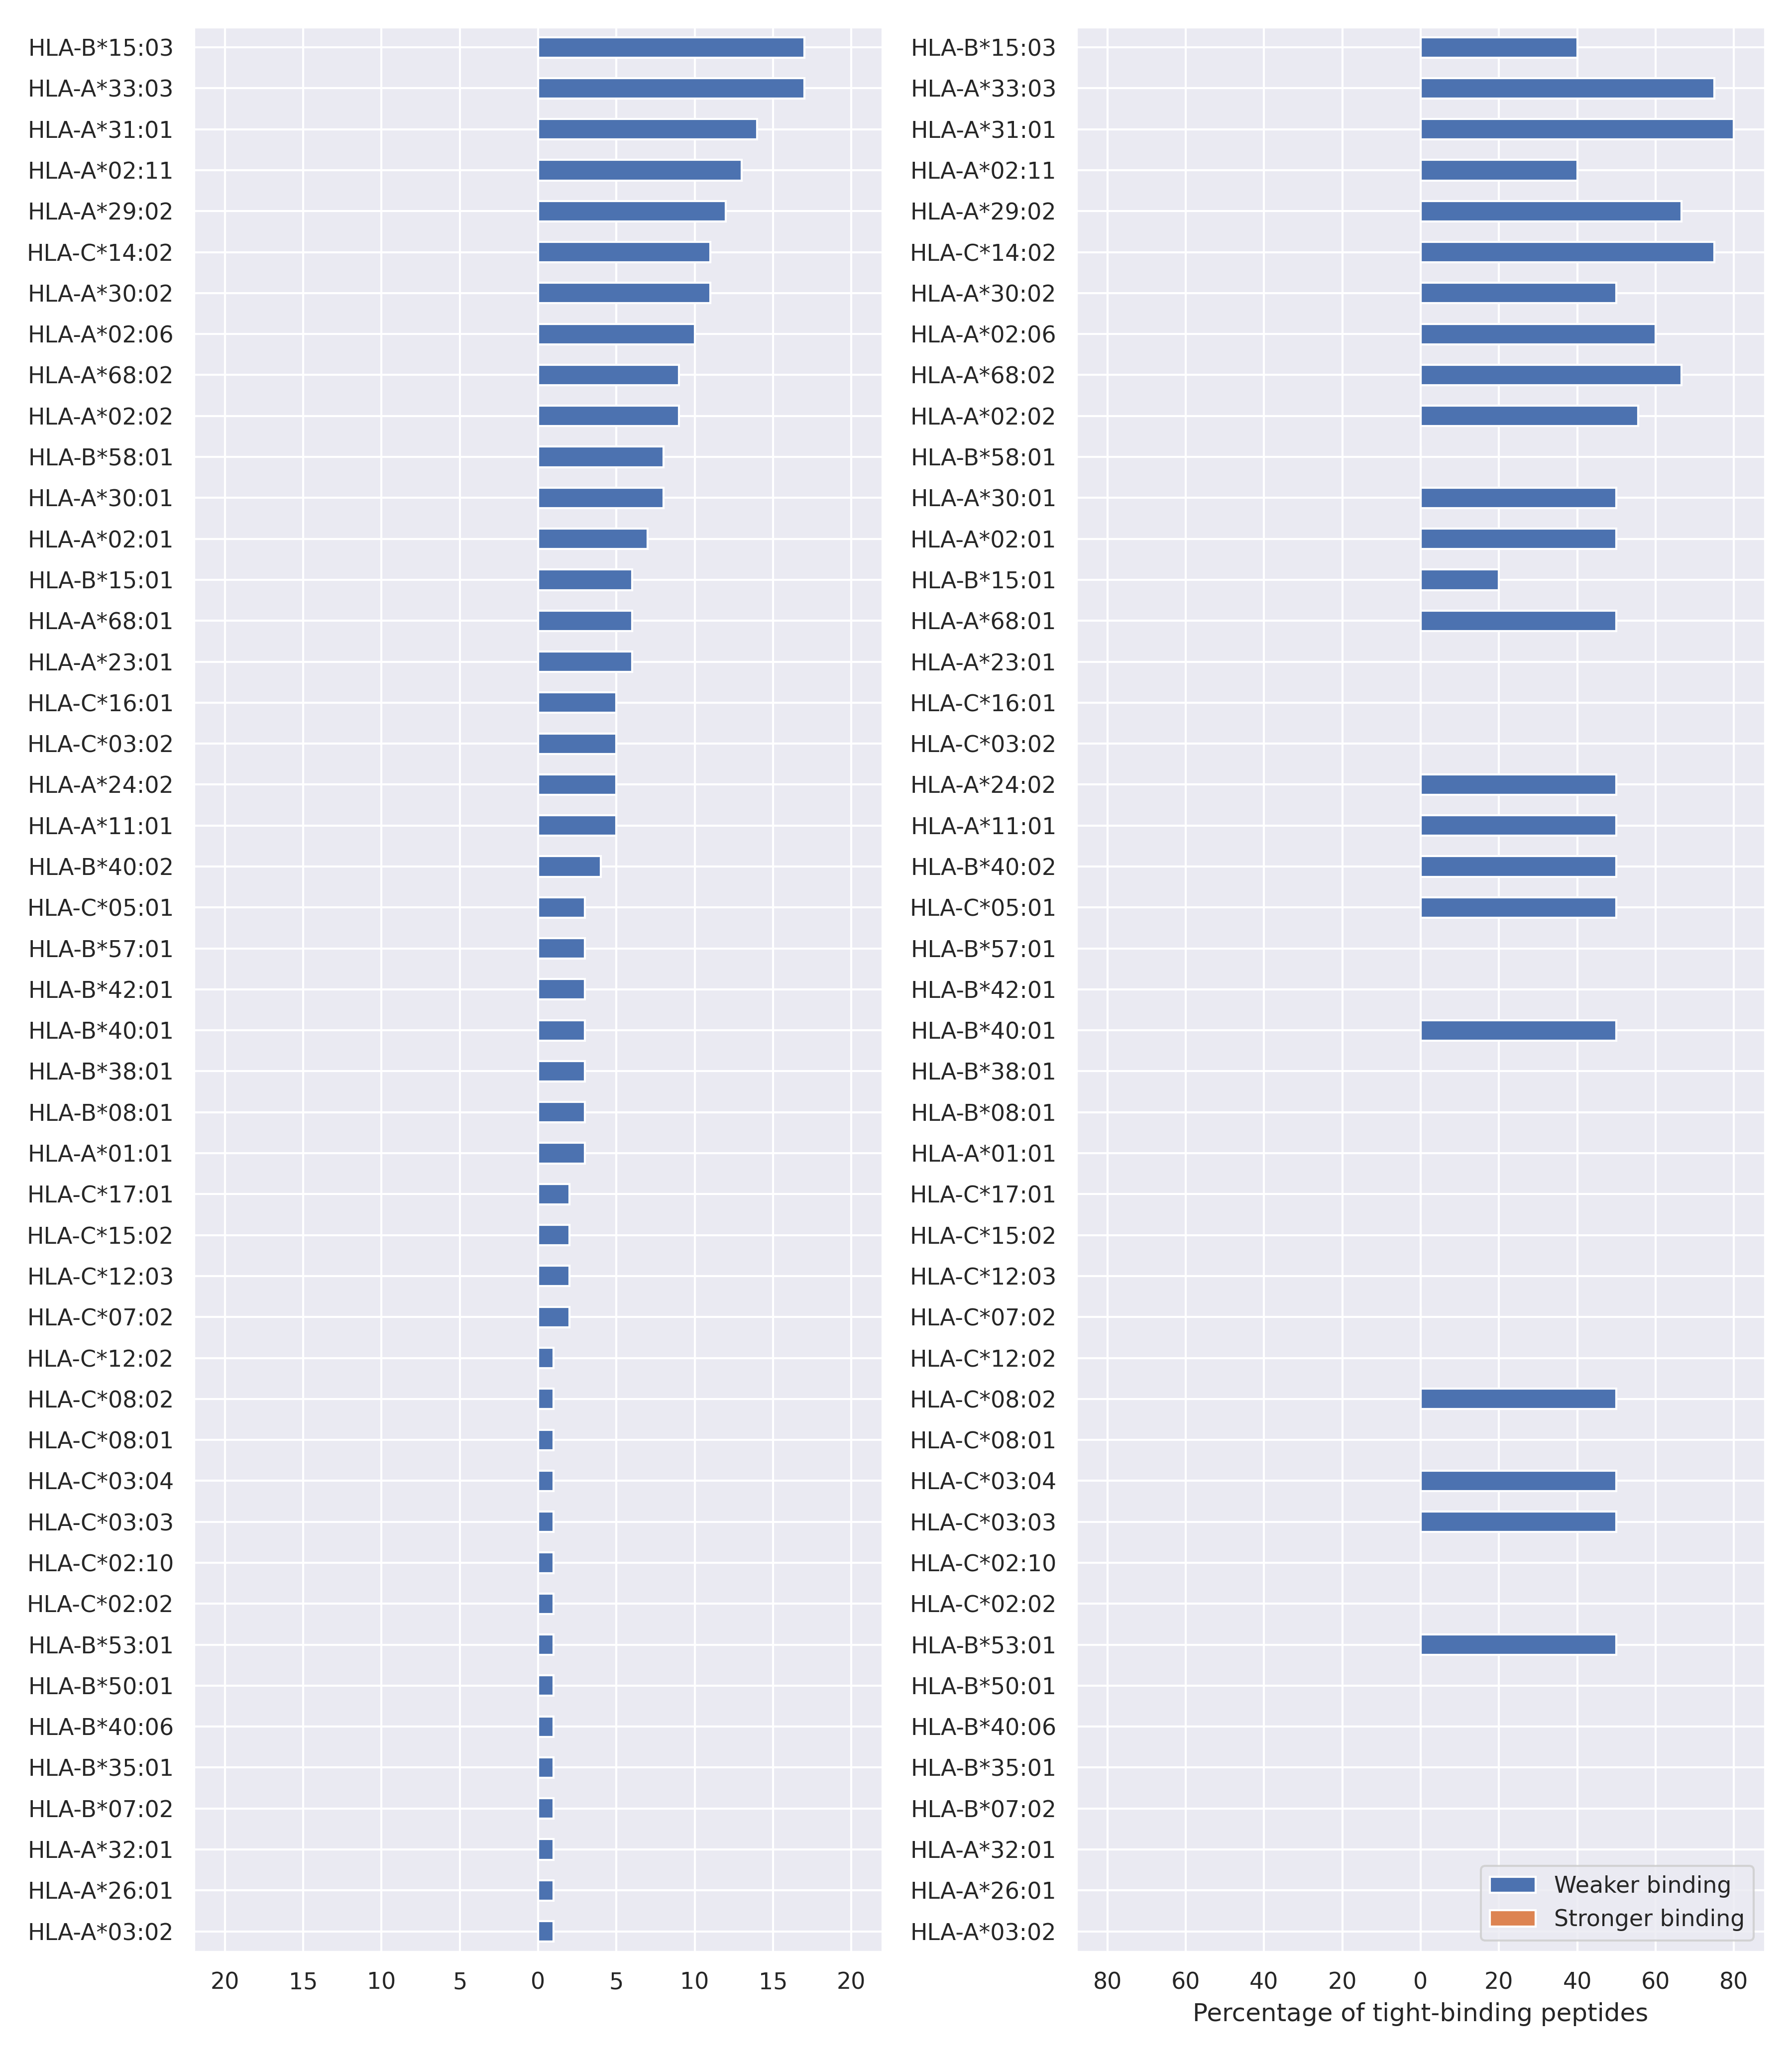 HLA-B*15:03
HLA-A*33:03
HLA-A*31:01
HLA-A*02:11
HLA-A*29:02
HLA-C*14:02
HLA-A*30:02
HLA-A*02:06
HLA-A*68:02
HLA-A*02:02
HLA-B*58:01
HLA-A*30:01
HLA-A*02:01
HLA-B*15:01
HLA-A*68:01
HLA-A*23:01
HLA-C*16:01
HLA-C*03:02
HLA-A*24:02
HLA-A*11:01
HLA-B*40:02
HLA-C*05:01
HLA-B*57:01
HLA-B*42:01
HLA-B*40:01
HLA-B*38:01
HLA-B*08:01
HLA-A*01:01
HLA-C*17:01
HLA-C*15:02
HLA-C*12:03
HLA-C*07:02
HLA-C*12:02
HLA-C*08:02
HLA-C*08:01
HLA-C*03:04
HLA-C*03:03
HLA-C*02:10
HLA-C*02:02
HLA-B*53:01
HLA-B*50:01
HLA-B*40:06
HLA-B*35:01
HLA-B*07:02
HLA-A*32:01
HLA-A*26:01
HLA-A*03:02
20 15 10 5 0 5 10 15 20
HLA-B*15:03
HLA-A*33:03
HLA-A*31:01
HLA-A*02:11
HLA-A*29:02
HLA-C*14:02
HLA-A*30:02
HLA-A*02:06
HLA-A*68:02
HLA-A*02:02
HLA-B*58:01
HLA-A*30:01
HLA-A*02:01
HLA-B*15:01
HLA-A*68:01
HLA-A*23:01
HLA-C*16:01
HLA-C*03:02
HLA-A*24:02
HLA-A*11:01
HLA-B*40:02
HLA-C*05:01
HLA-B*57:01
HLA-B*42:01
HLA-B*40:01
HLA-B*38:01
HLA-B*08:01
HLA-A*01:01
HLA-C*17:01
HLA-C*15:02
HLA-C*12:03
HLA-C*07:02
HLA-C*12:02
HLA-C*08:02
HLA-C*08:01
HLA-C*03:04
HLA-C*03:03
HLA-C*02:10
HLA-C*02:02
HLA-B*53:01
HLA-B*50:01
HLA-B*40:06
HLA-B*35:01
HLA-B*07:02
HLA-A*32:01
HLA-A*26:01
HLA-A*03:02
Weaker binding
Stronger binding
80 60 40 20 0 20 40 60 80
Percentage of tight-binding peptides